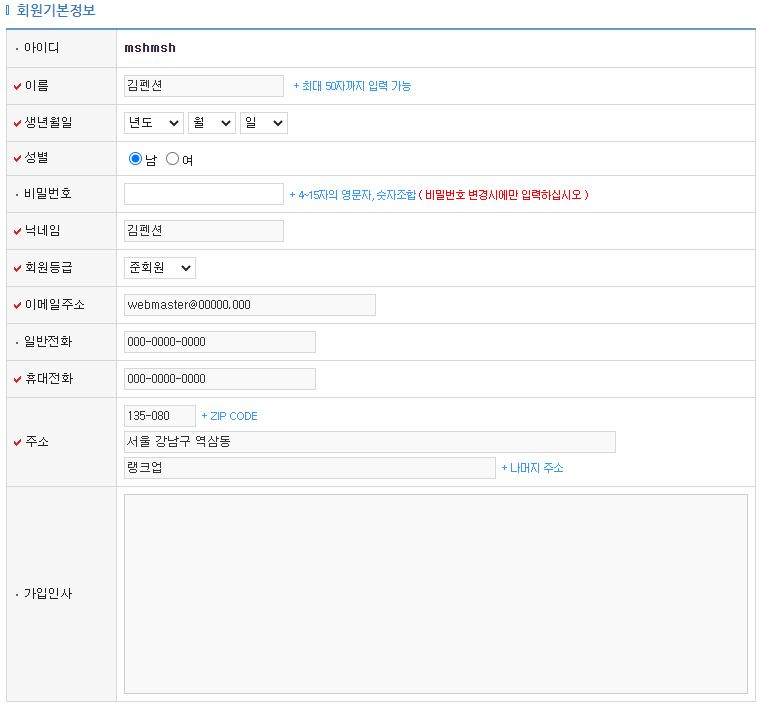 회원기본정보
아이디 mshmsh
이름 김펜션 + 최대 50자까지 입력 가능
생년월일 년도 월 일
성별 남 여
비밀번호 + 4~15자의 영문자, 숫자조합 ( 비밀번호 변경시에만 입력하십시오 )
닉네임 김펜션
회원등급 준회원
이메일주소 webmaster@00000.000
일반전화 000-0000-0000
휴대전화 000-0000-0000
135-080 + ZIP CODE
주소 서울 강남구 역삼동
랭크업 + 나머지 주소
가입인사